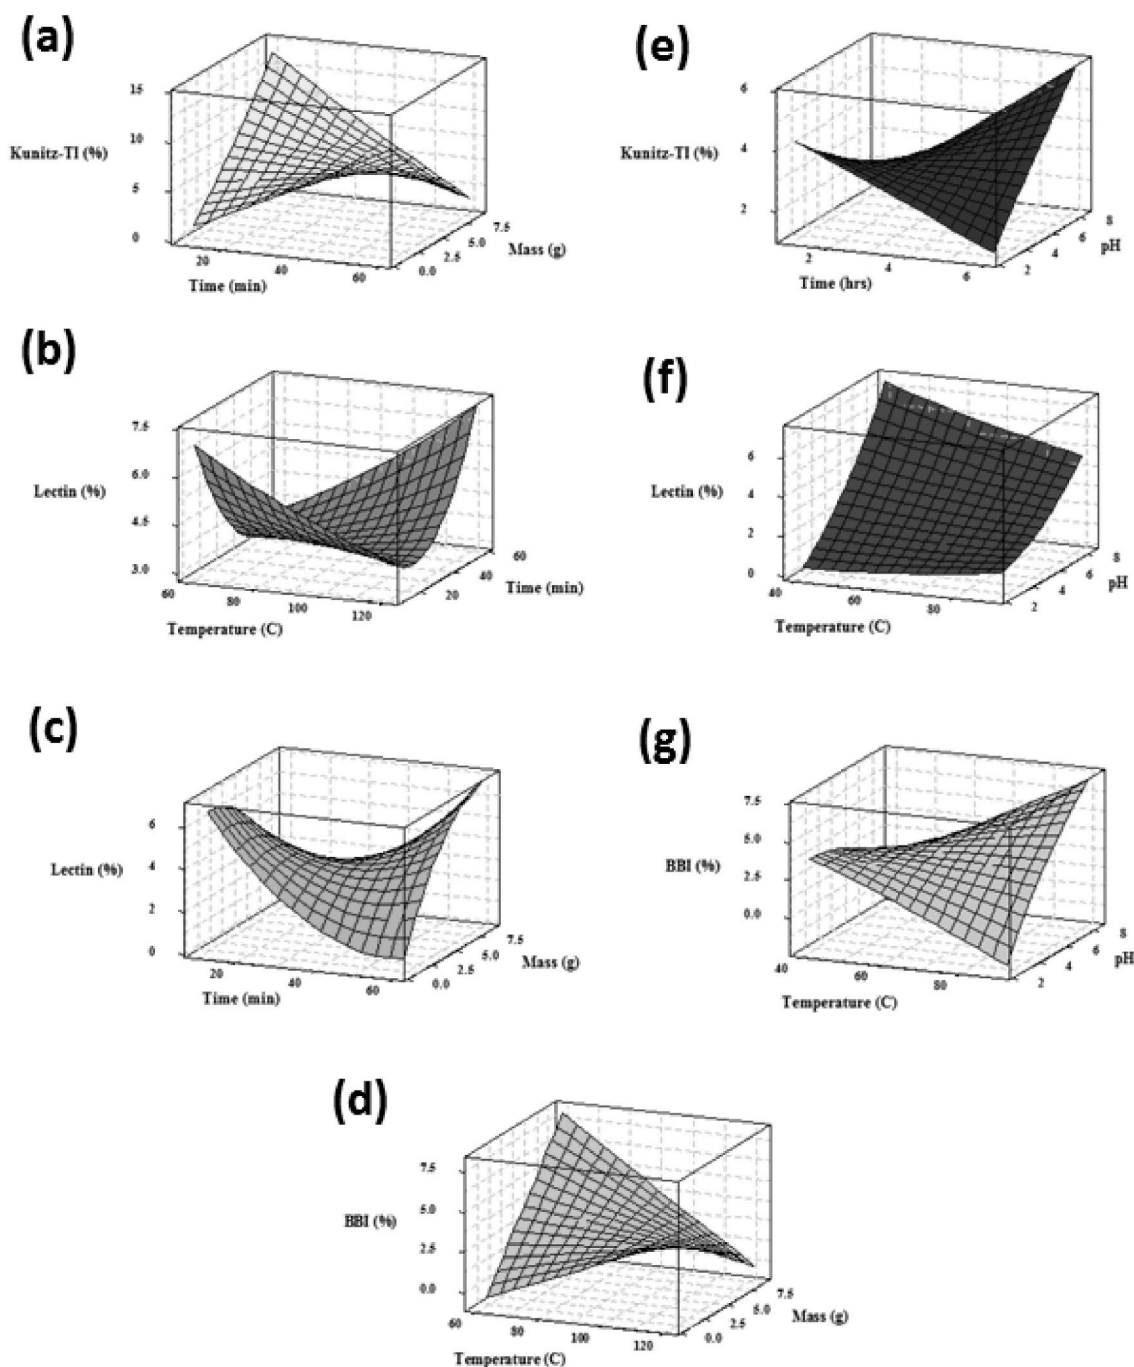 (a)
15
10
Kunitz-TI (%)
5
0
20
40
60
Time (min)
0.0
2.5
5.0
7.5
Mass (g)
(e)
6
Kunitz-TI (%)
4
2
2
4
6
Time (hrs)
2
4
6
8
pH
(b)
7.5
6.0
Lectin (%)
4.5
3.0
60
80
100
120
Temperature (C)
20
40
60
Time (min)
(f)
6
Lectin (%)
4
2
0
40
60
80
Temperature (C)
2
4
6
8
pH
(c)
6
Lectin (%)
4
2
0
20
40
60
Time (min)
0.0
2.5
5.0
7.5
Mass (g)
(g)
7.5
5.0
BBI (%)
2.5
0.0
40
60
80
Temperature (C)
2
4
6
8
pH
(d)
7.5
5.0
BBI (%)
2.5
0.0
60
80
100
120
Temperature (C)
0.0
2.5
5.0
7.5
Mass (g)